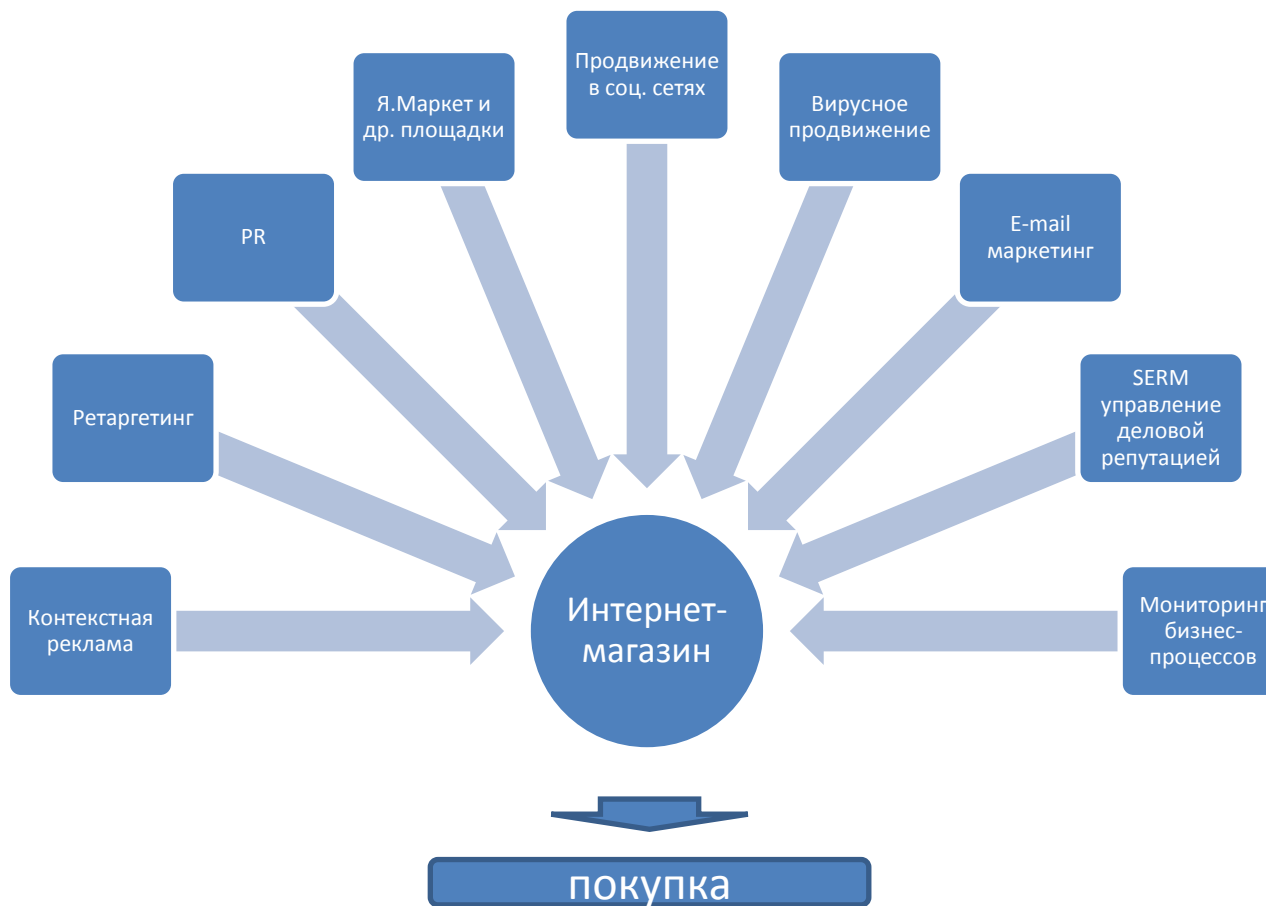 Продвижение
в соц. сетях
Я.Маркет и
др. площадки
Вирусное
продвижение
PR
E-mail
маркетинг
Ретаргетинг
SERM
управление
деловой
репутацией
Контекстная
реклама
Интернет-
магазин
Мониторинг
бизнес-
процессов
покупка